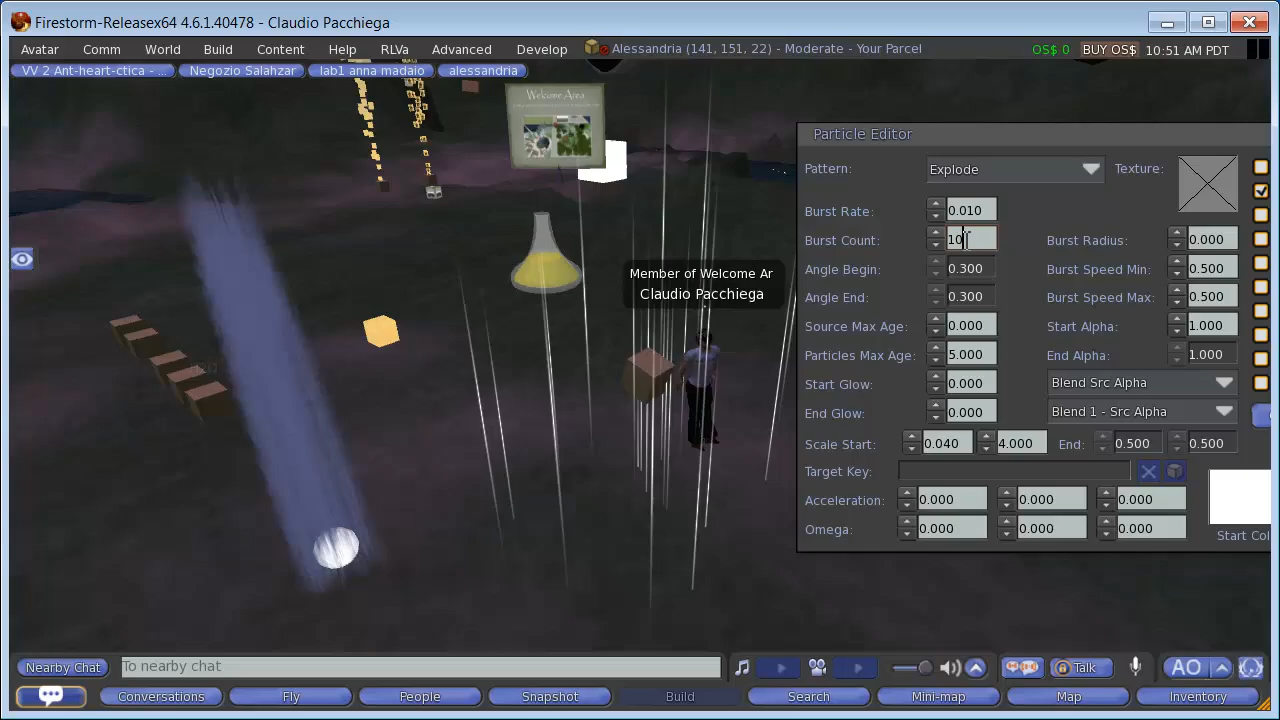 Firestorm-Releasex64 4.6.1.40478 - Claudio Pacchiega
Avatar Comm World Build Content Help RLVa Advanced Develop Alessandria (141, 151, 22) - Moderate - Your Parcel OS$ 0 BUY OS$ 10:51 AM PDT
VV 2 Ant-heart-ctica - ... Negozio Salahzar lab1 anna madaio alessandria
Welcome Area
Member of Welcome Ar
Claudio Pacchiega
Particle Editor
Pattern: Explode Texture:
Burst Rate: 0.010
Burst Count: 10 Burst Radius: 0.000
Angle Begin: 0.300 Burst Speed Min: 0.500
Angle End: 0.300 Burst Speed Max: 0.500
Source Max Age: 0.000 Start Alpha: 1.000
Particles Max Age: 5.000 End Alpha: 1.000
Start Glow: 0.000 Blend Src Alpha
End Glow: 0.000 Blend 1 - Src Alpha
Scale Start: 0.040 4.000 End: 0.500 0.500
Target Key:
Acceleration: 0.000 0.000 0.000
Omega: 0.000 0.000 0.000
Start Col
Nearby Chat To nearby chat Talk AO
Conversations Fly People Snapshot Build Search Mini-map Map Inventory